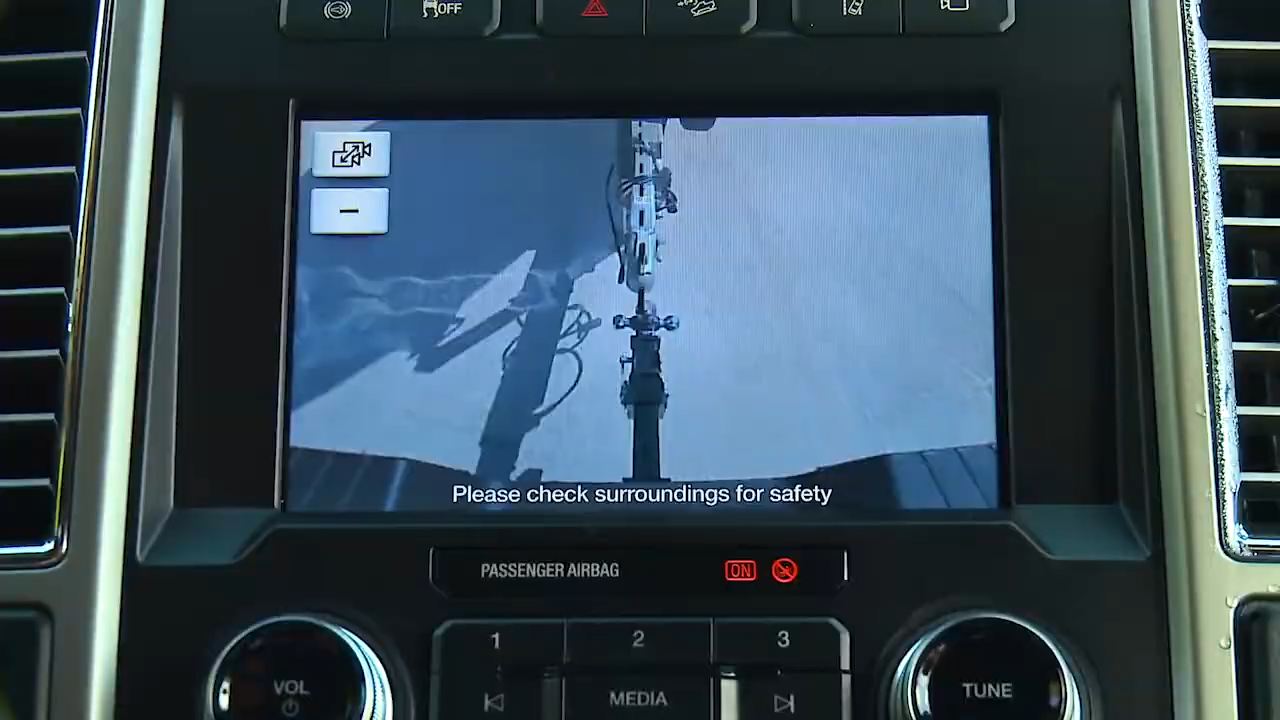 OFF
Please check surroundings for safety
PASSENGER AIRBAG ON
1 2 3
VOL MEDIA TUNE